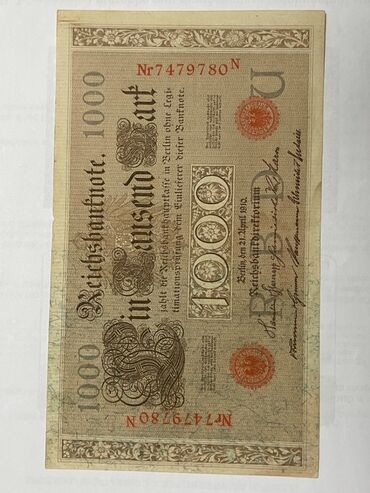 Nr7479780N
1000
Reichsbanknote.
1000
Ein Tausend Mark
zahlt die Reichsbankhauptkasse in Berlin ohne Legi-
timationsprüfung dem Einlieferer dieser Banknote.
1000
Berlin, den 21. April 1910.
Reichsbankdirektorium
R B D
U
Nr7479780N